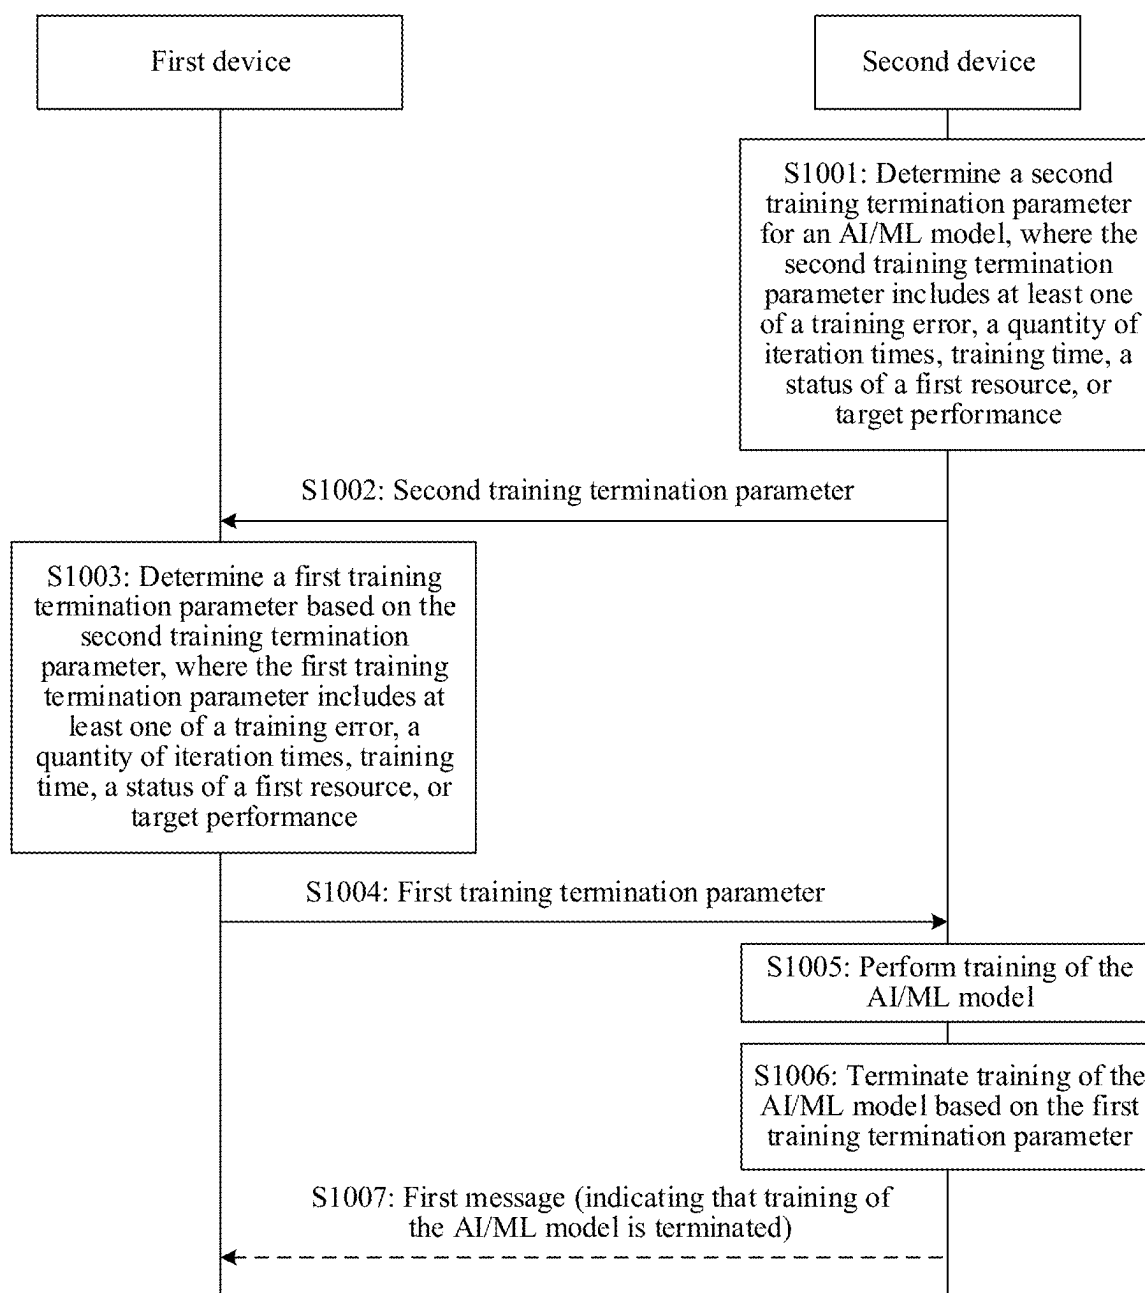 First device
Second device
S1001: Determine a second
training termination parameter
for an AI/ML model, where the
second training termination
parameter includes at least one
of a training error, a quantity of
iteration times, training time, a
status of a first resource, or
target performance
S1002: Second training termination parameter
S1003: Determine a first training
termination parameter based on the
second training termination
parameter, where the first training
termination parameter includes at
least one of a training error, a
quantity of iteration times, training
time, a status of a first resource, or
target performance
S1004: First training termination parameter
S1005: Perform training of the
AI/ML model
S1006: Terminate training of the
AI/ML model based on the first
training termination parameter
S1007: First message (indicating that training of
the AI/ML model is terminated)